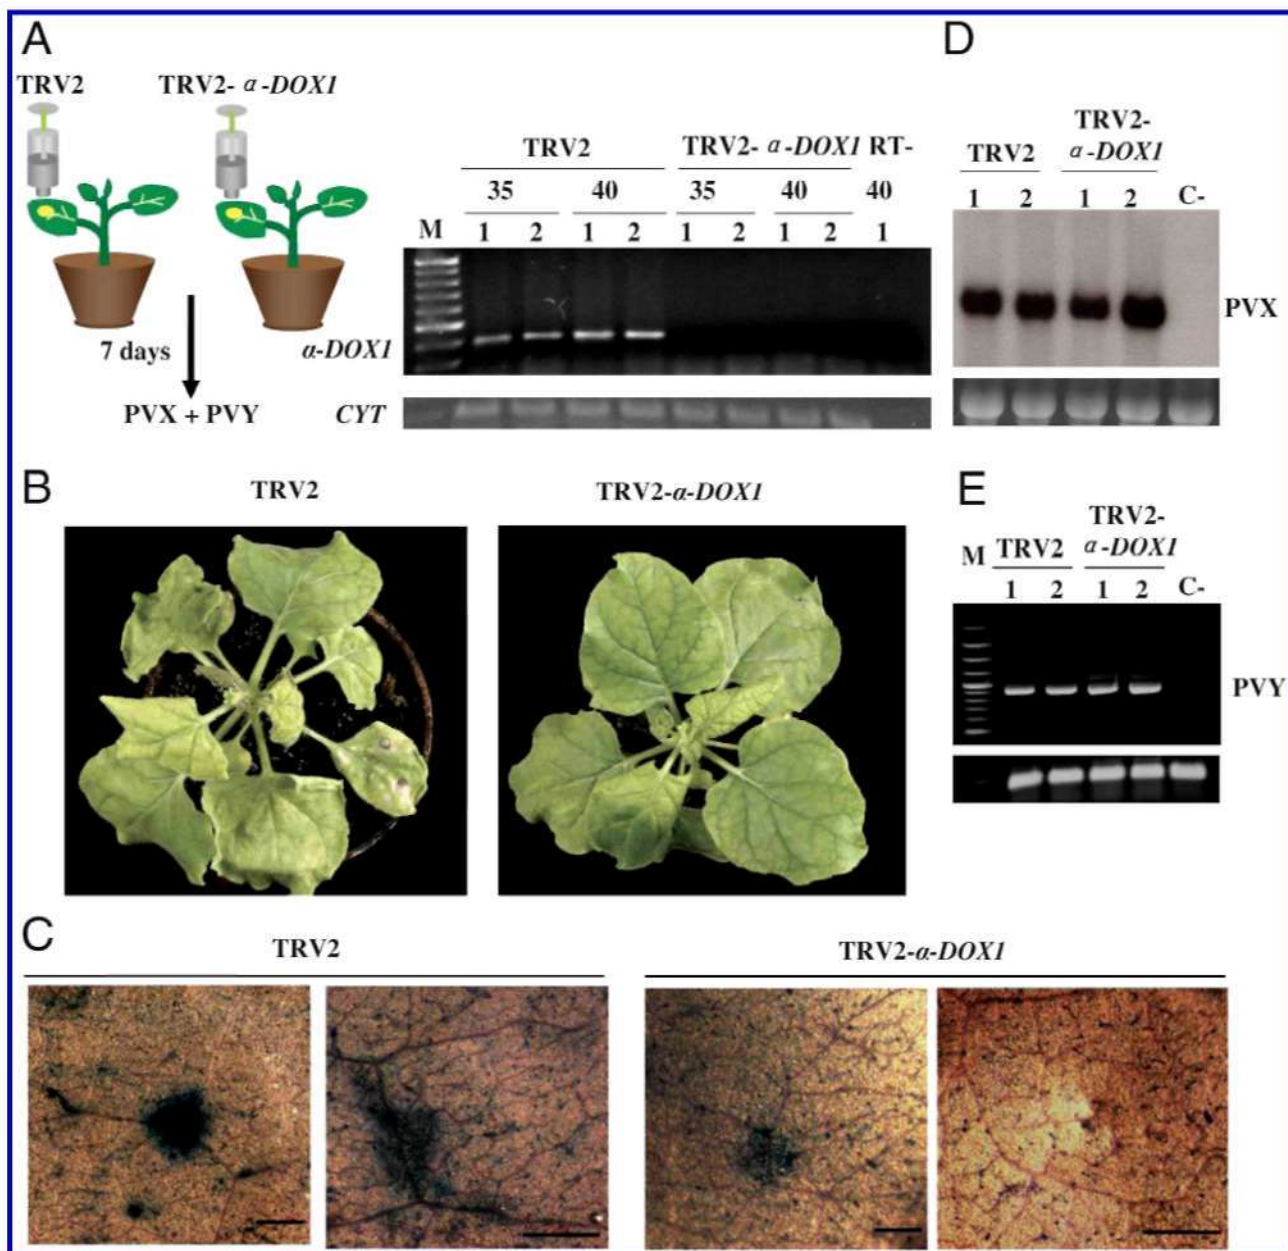 A
TRV2 TRV2- α-DOX1
7 days
PVX + PVY
TRV2 TRV2- α-DOX1 RT-
35 40 35 40 40
M 1 2 1 2 1 2 1 2 1
α-DOX1
CYT
D
TRV2 TRV2-
α-DOX1
1 2 1 2 C-
PVX
B
TRV2 TRV2-α-DOX1
E
M TRV2 TRV2-
α-DOX1
1 2 1 2 C-
PVY
C
TRV2 TRV2-α-DOX1